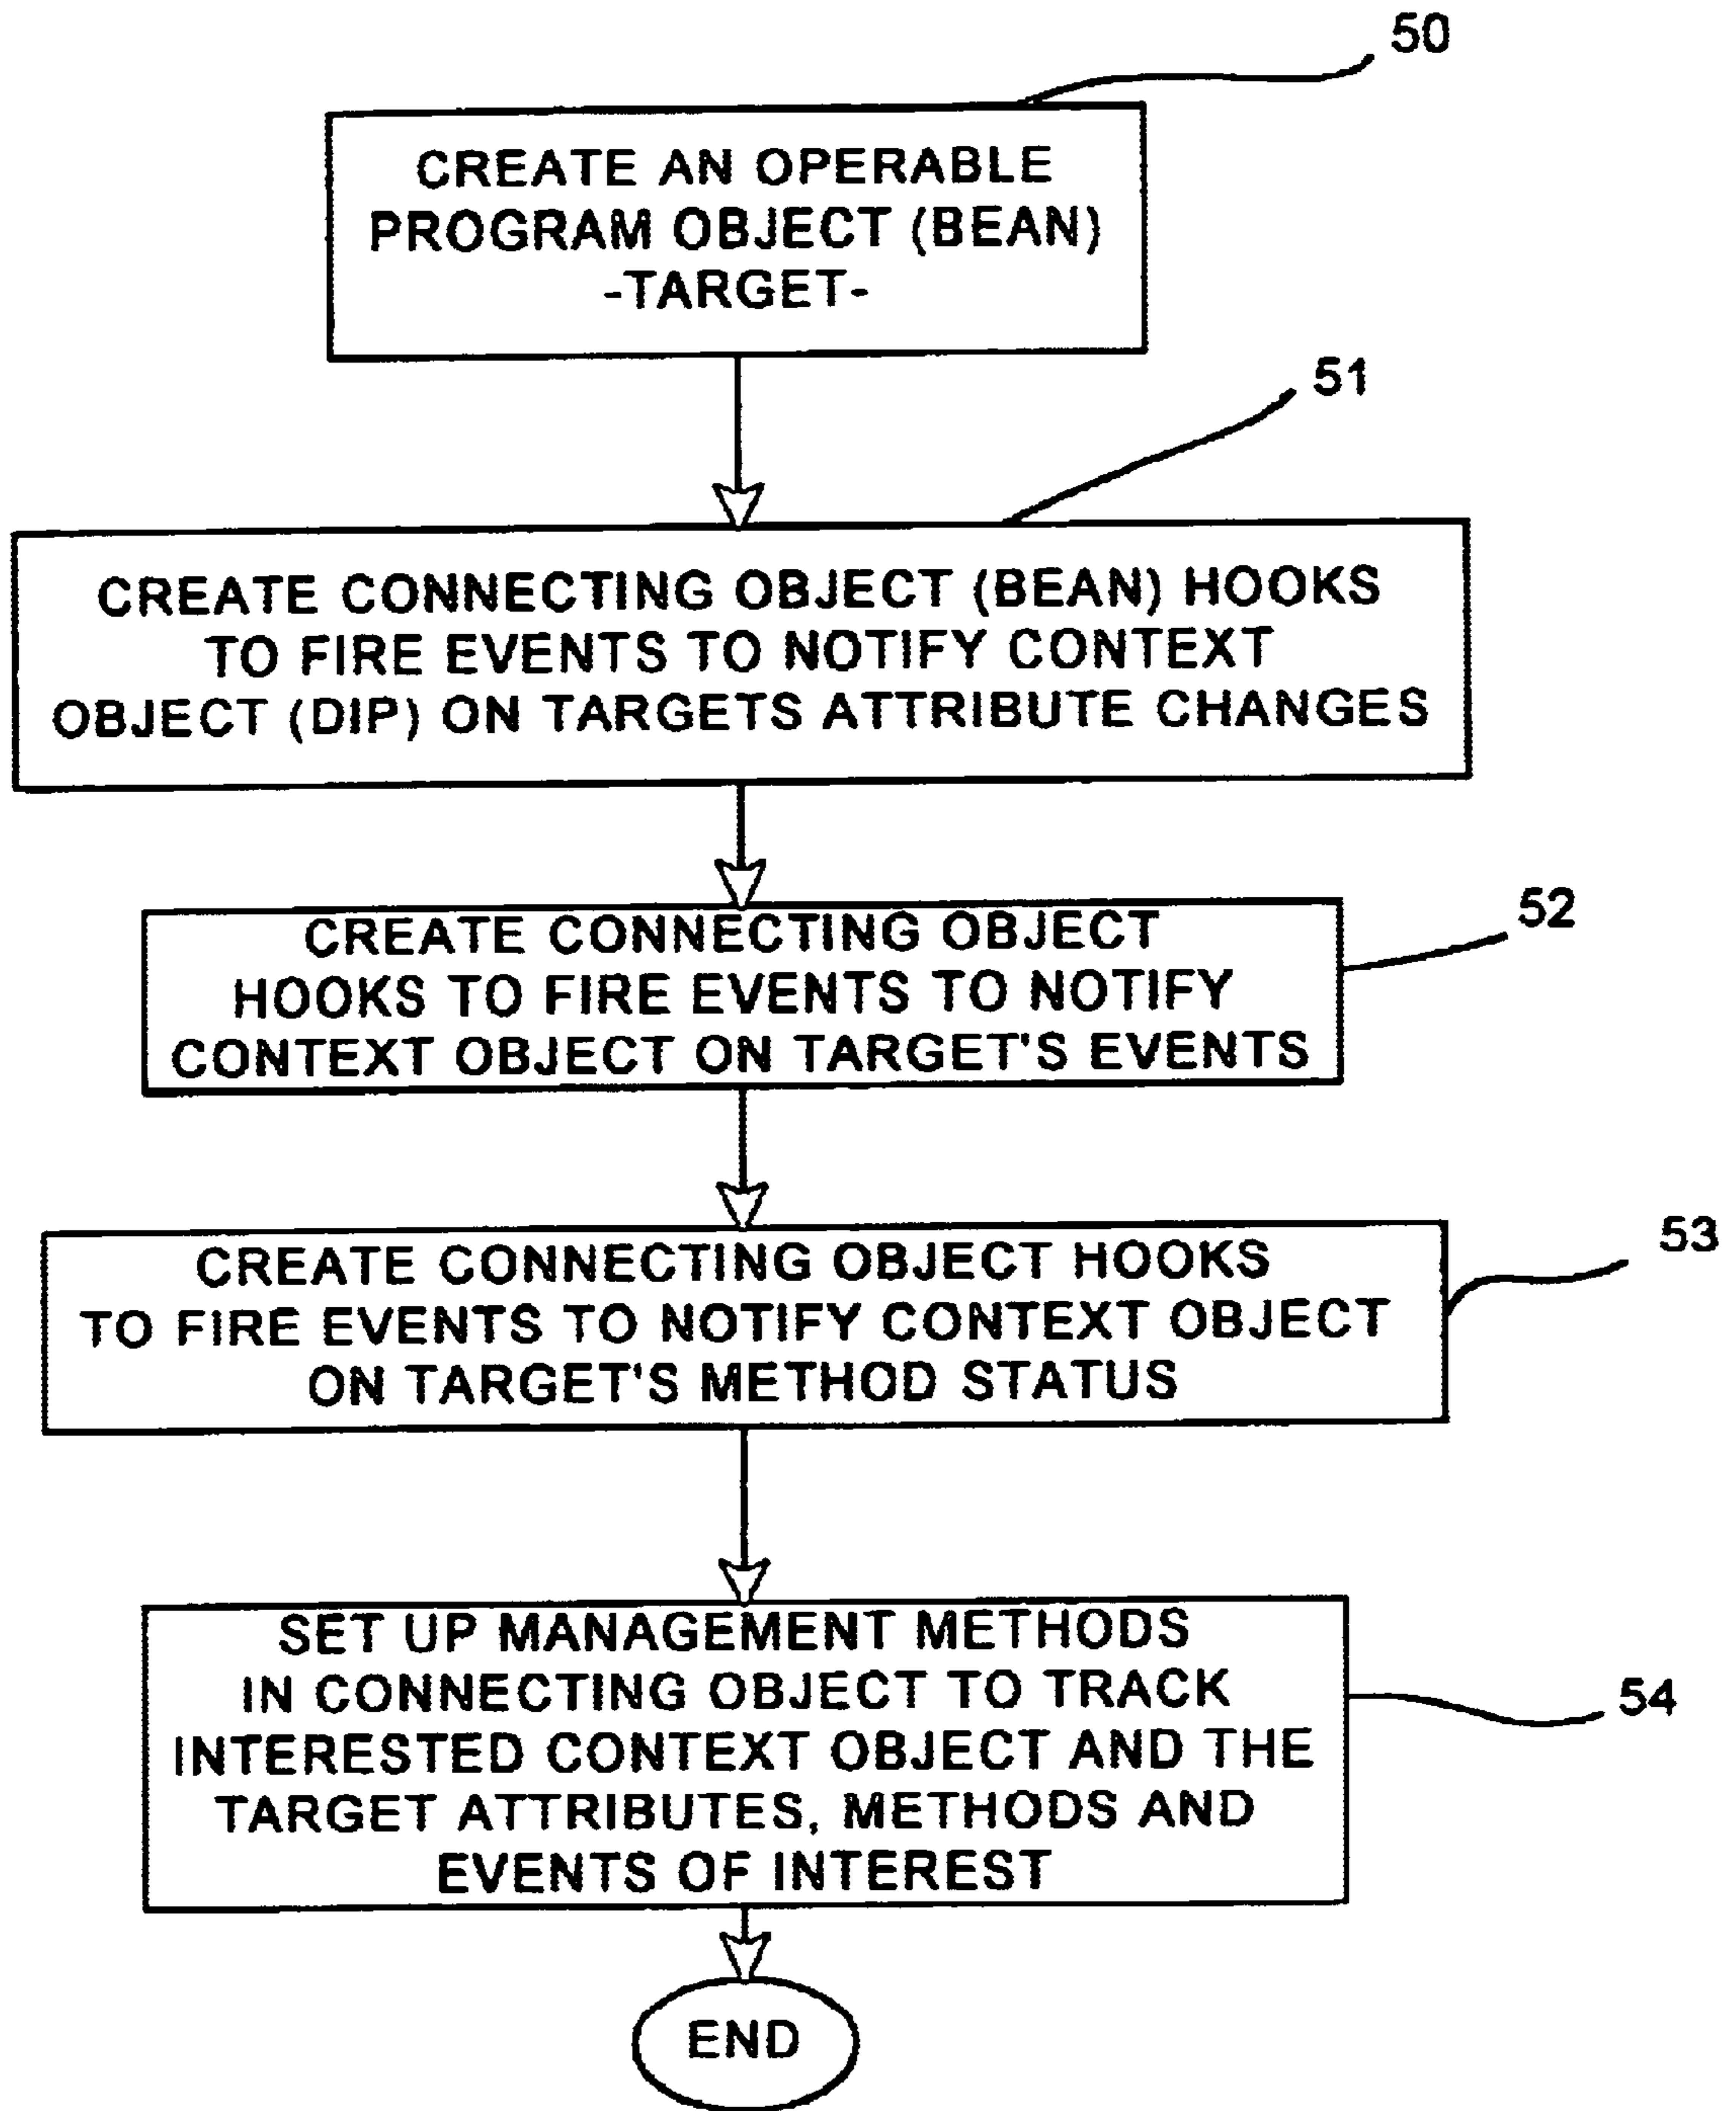 50
CREATE AN OPERABLE
PROGRAM OBJECT (BEAN)
-TARGET-
51
CREATE CONNECTING OBJECT (BEAN) HOOKS
TO FIRE EVENTS TO NOTIFY CONTEXT
OBJECT (DIP) ON TARGETS ATTRIBUTE CHANGES
52
CREATE CONNECTING OBJECT
HOOKS TO FIRE EVENTS TO NOTIFY
CONTEXT OBJECT ON TARGET'S EVENTS
53
CREATE CONNECTING OBJECT HOOKS
TO FIRE EVENTS TO NOTIFY CONTEXT OBJECT
ON TARGET'S METHOD STATUS
54
SET UP MANAGEMENT METHODS
IN CONNECTING OBJECT TO TRACK
INTERESTED CONTEXT OBJECT AND THE
TARGET ATTRIBUTES, METHODS AND
EVENTS OF INTEREST
END